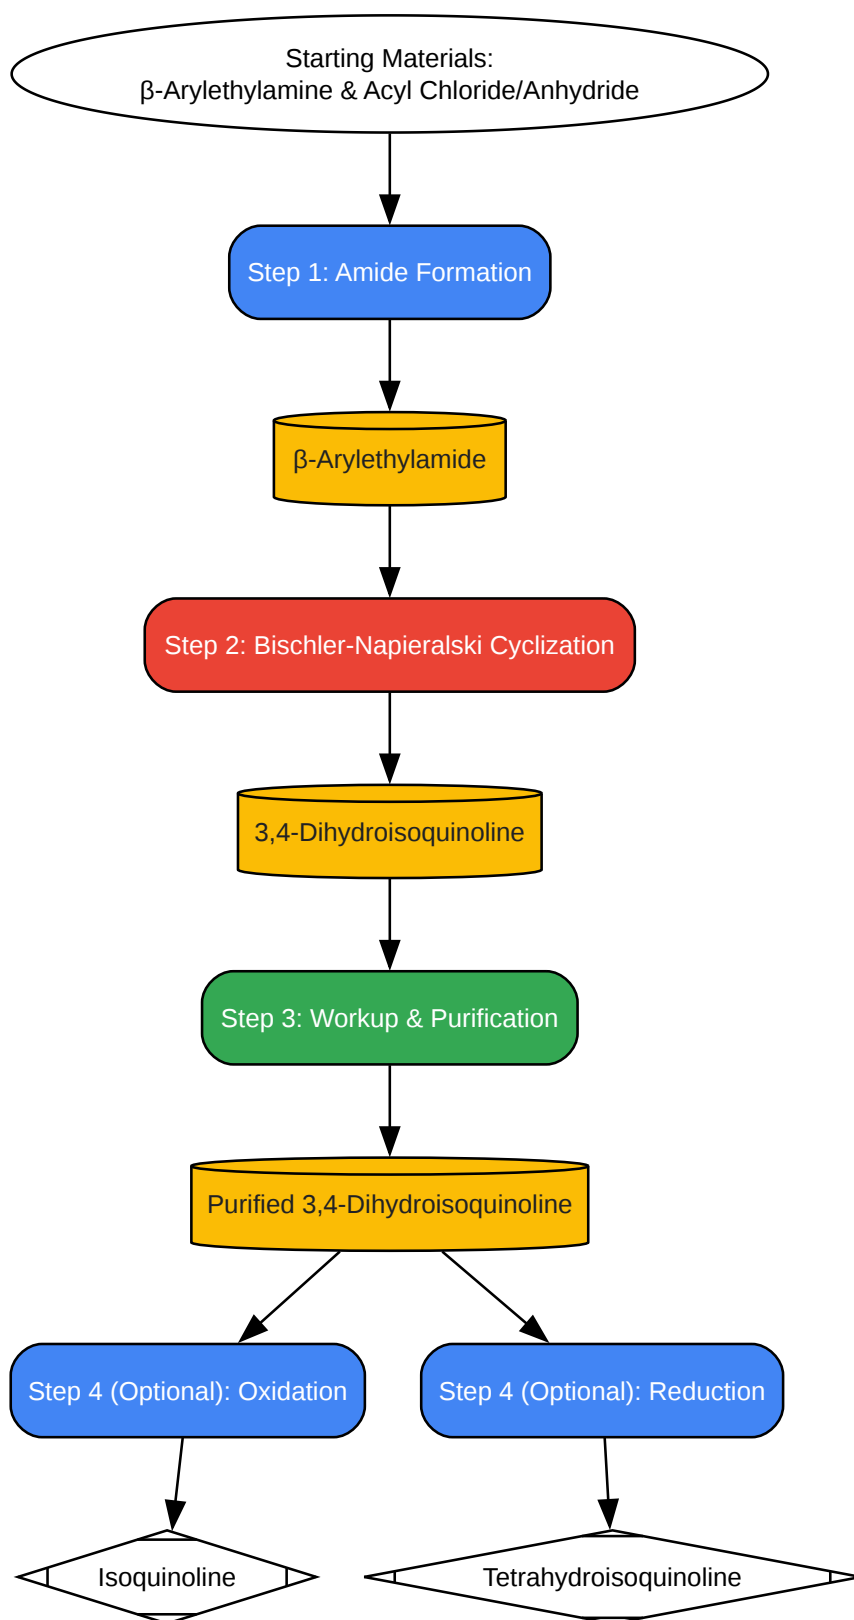 Starting Materials:
β-Arylethylamine & Acyl Chloride/Anhydride
Step 1: Amide Formation
β-Arylethylamide
Step 2: Bischler-Napieralski Cyclization
3,4-Dihydroisoquinoline
Step 3: Workup & Purification
Purified 3,4-Dihydroisoquinoline
Step 4 (Optional): Oxidation
Step 4 (Optional): Reduction
Isoquinoline
Tetrahydroisoquinoline